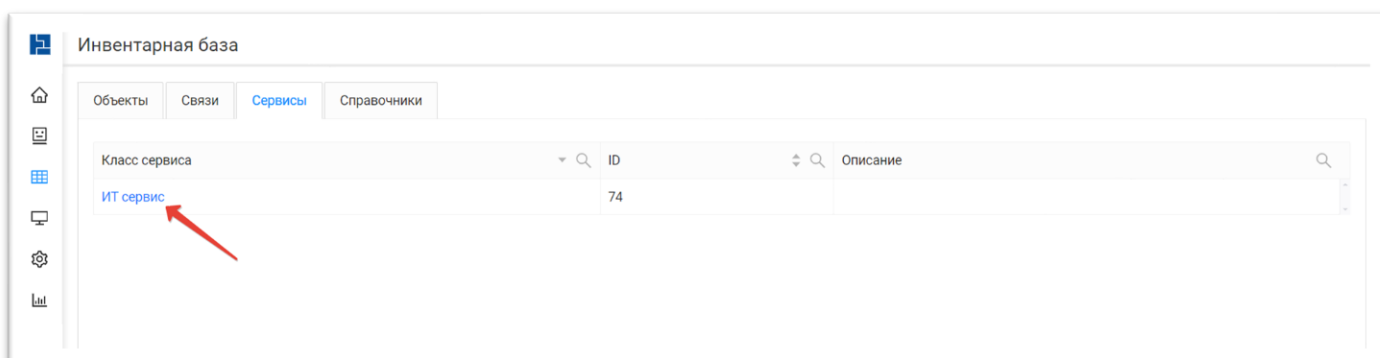 Инвентарная база
Объекты Связи Сервисы Справочники
Класс сервиса ID Описание
ИТ сервис 74